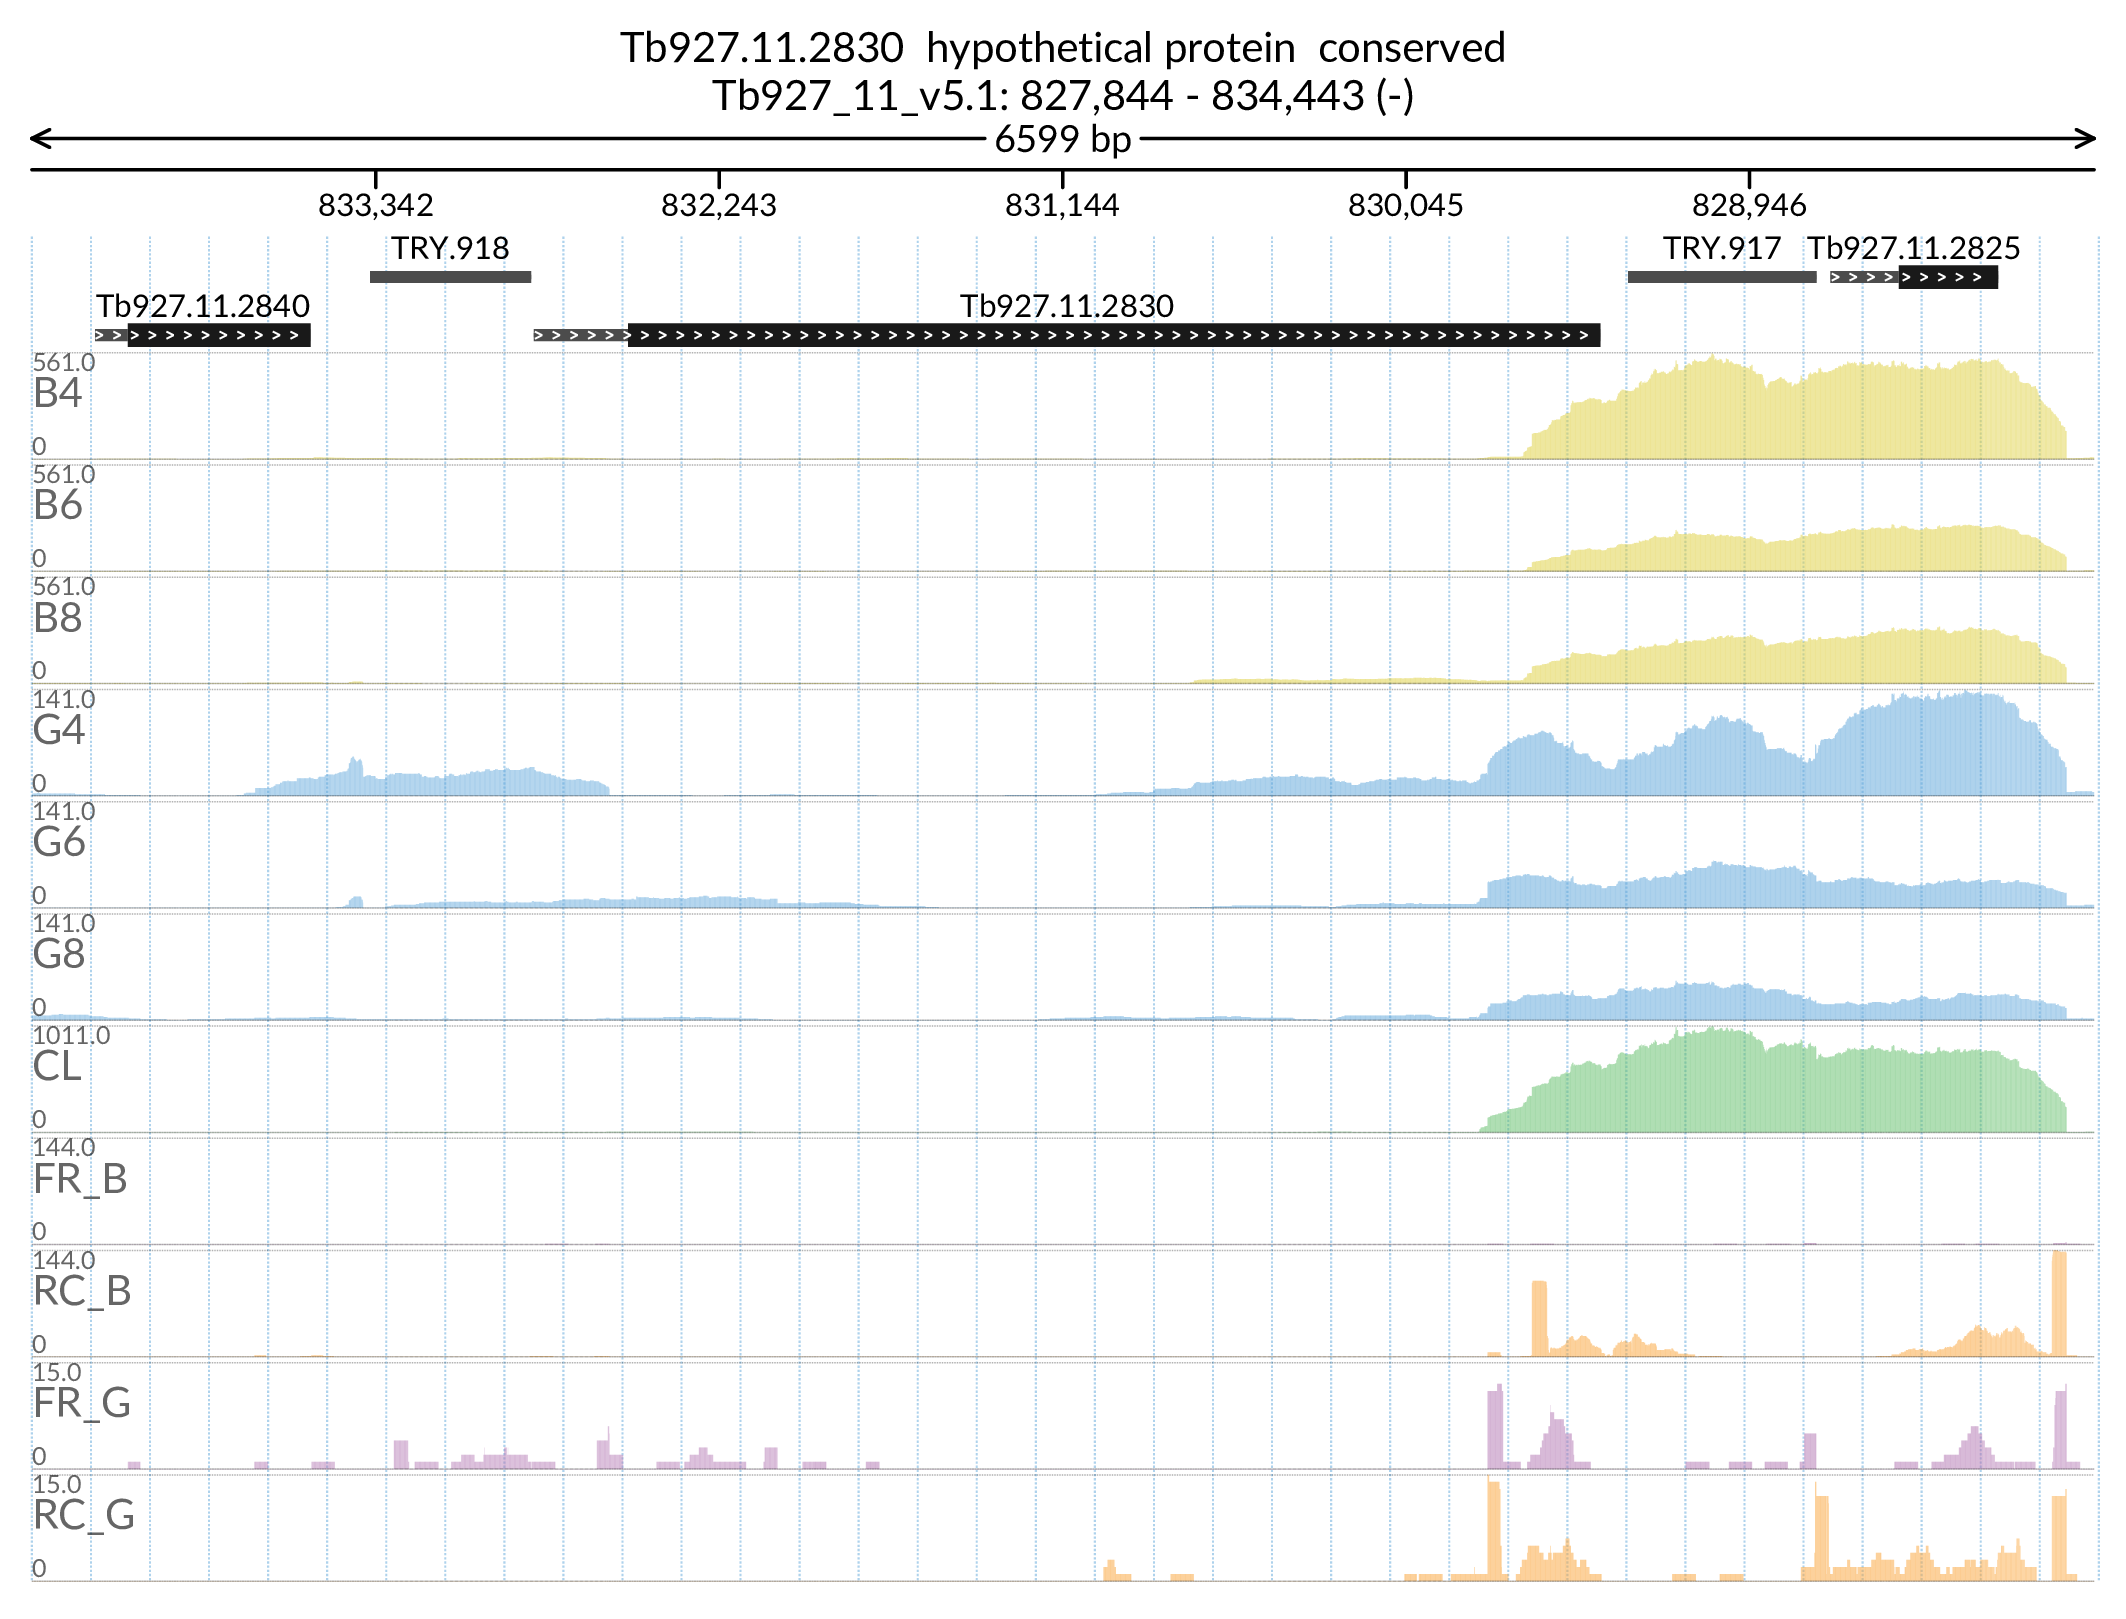 Tb927.11.2830  hypothetical protein  conserved
Tb927_11_v5.1: 827,844 - 834,443 (-)
6599 bp
833,342 832,243 831,144 830,045 828,946
TRY.918 TRY.917 Tb927.11.2825
Tb927.11.2840 Tb927.11.2830
561.0
B4
0
561.0
B6
0
561.0
B8
0
141.0
G4
0
141.0
G6
0
141.0
G8
0
1011.0
CL
0
144.0
FR_B
0
144.0
RC_B
0
15.0
FR_G
0
15.0
RC_G
0